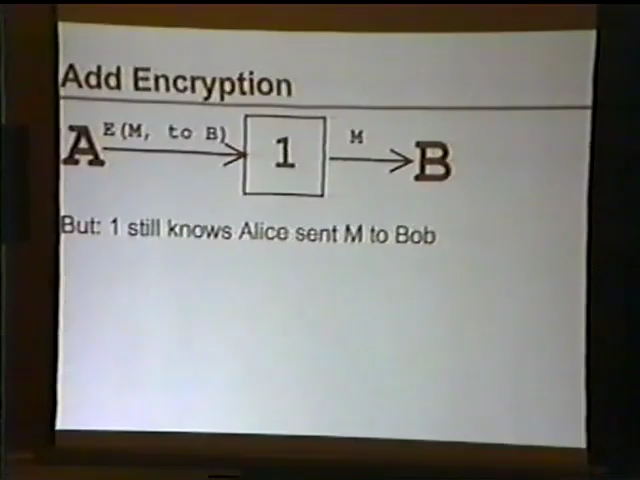 Add Encryption
A E(M, to B) 1 M B
But: 1 still knows Alice sent M to Bob